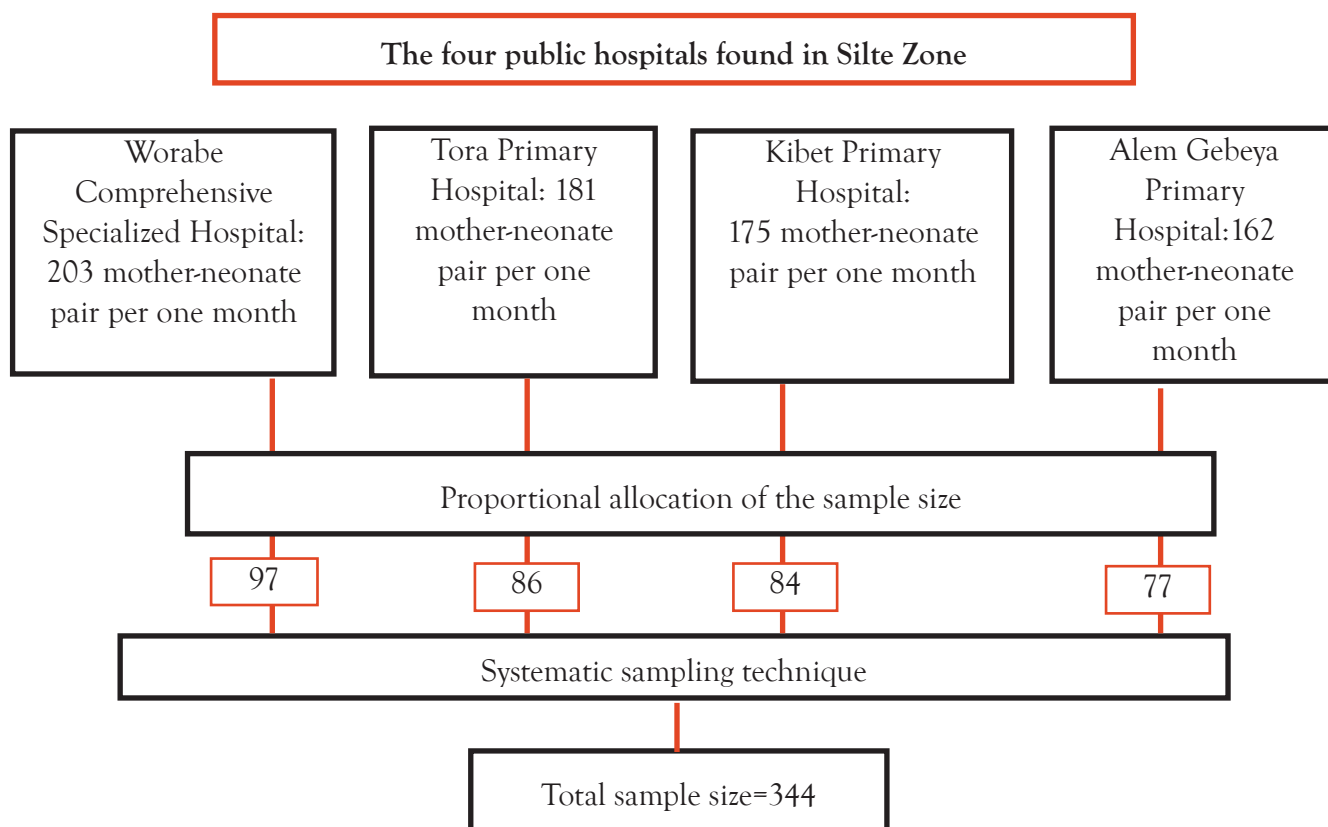 The four public hospitals found in Silte Zone
Worabe
Comprehensive
Specialized Hospital:
203 mother-neonate
pair per one month
Tora Primary
Hospital: 181
mother-neonate
pair per one
month
Kibet Primary
Hospital:
175 mother-neonate
pair per one month
Alem Gebeya
Primary
Hospital:162
mother-neonate
pair per one
month
Proportional allocation of the sample size
97
86
84
77
Systematic sampling technique
Total sample size=344